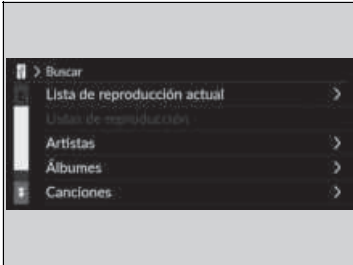 > Buscar
Lista de reproducción actual >
Listas de reproducción
Artistas >
Álbumes >
Canciones >